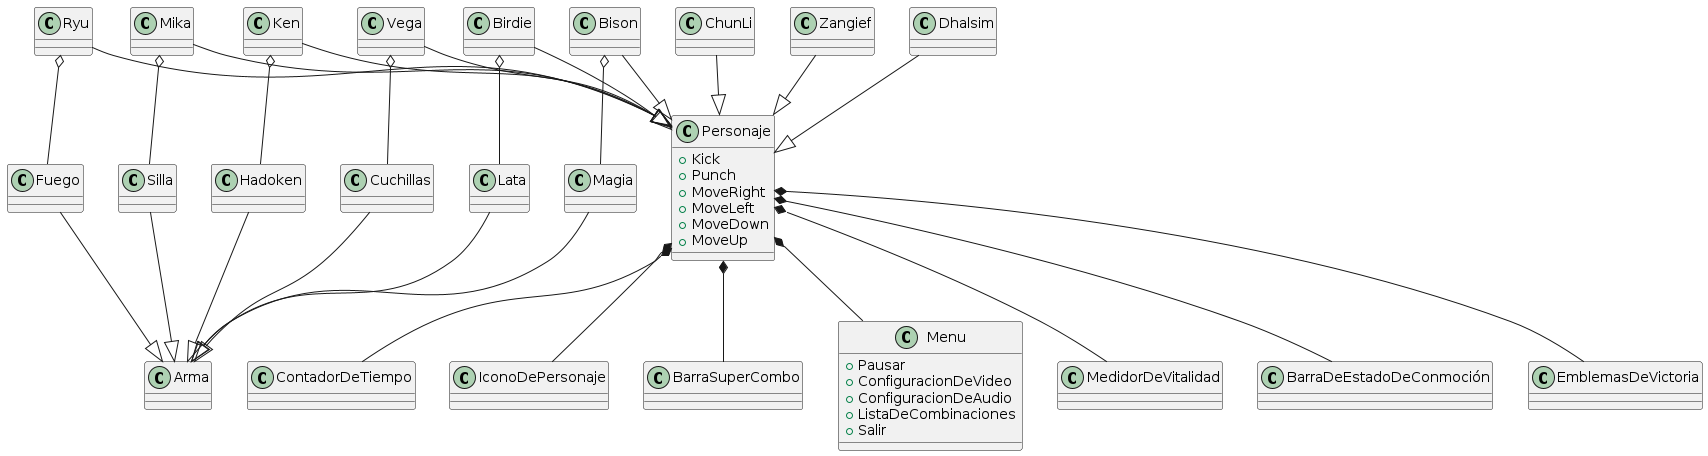 C Ryu
C Mika
C Ken
C Vega
C Birdie
C Bison
C ChunLi
C Zangief
C Dhalsim
C Personaje
Kick
Punch
MoveRight
MoveLeft
MoveDown
MoveUp
C Fuego
C Silla
C Hadoken
C Cuchillas
C Lata
C Magia
C Arma
C ContadorDeTiempo
C IconoDePersonaje
C BarraSuperCombo
C Menu
Pausar
ConfiguracionDeVideo
ConfiguracionDeAudio
ListaDeCombinaciones
Salir
C MedidorDeVitalidad
C BarraDeEstadoDeConmoción
C EmblemasDeVictoria